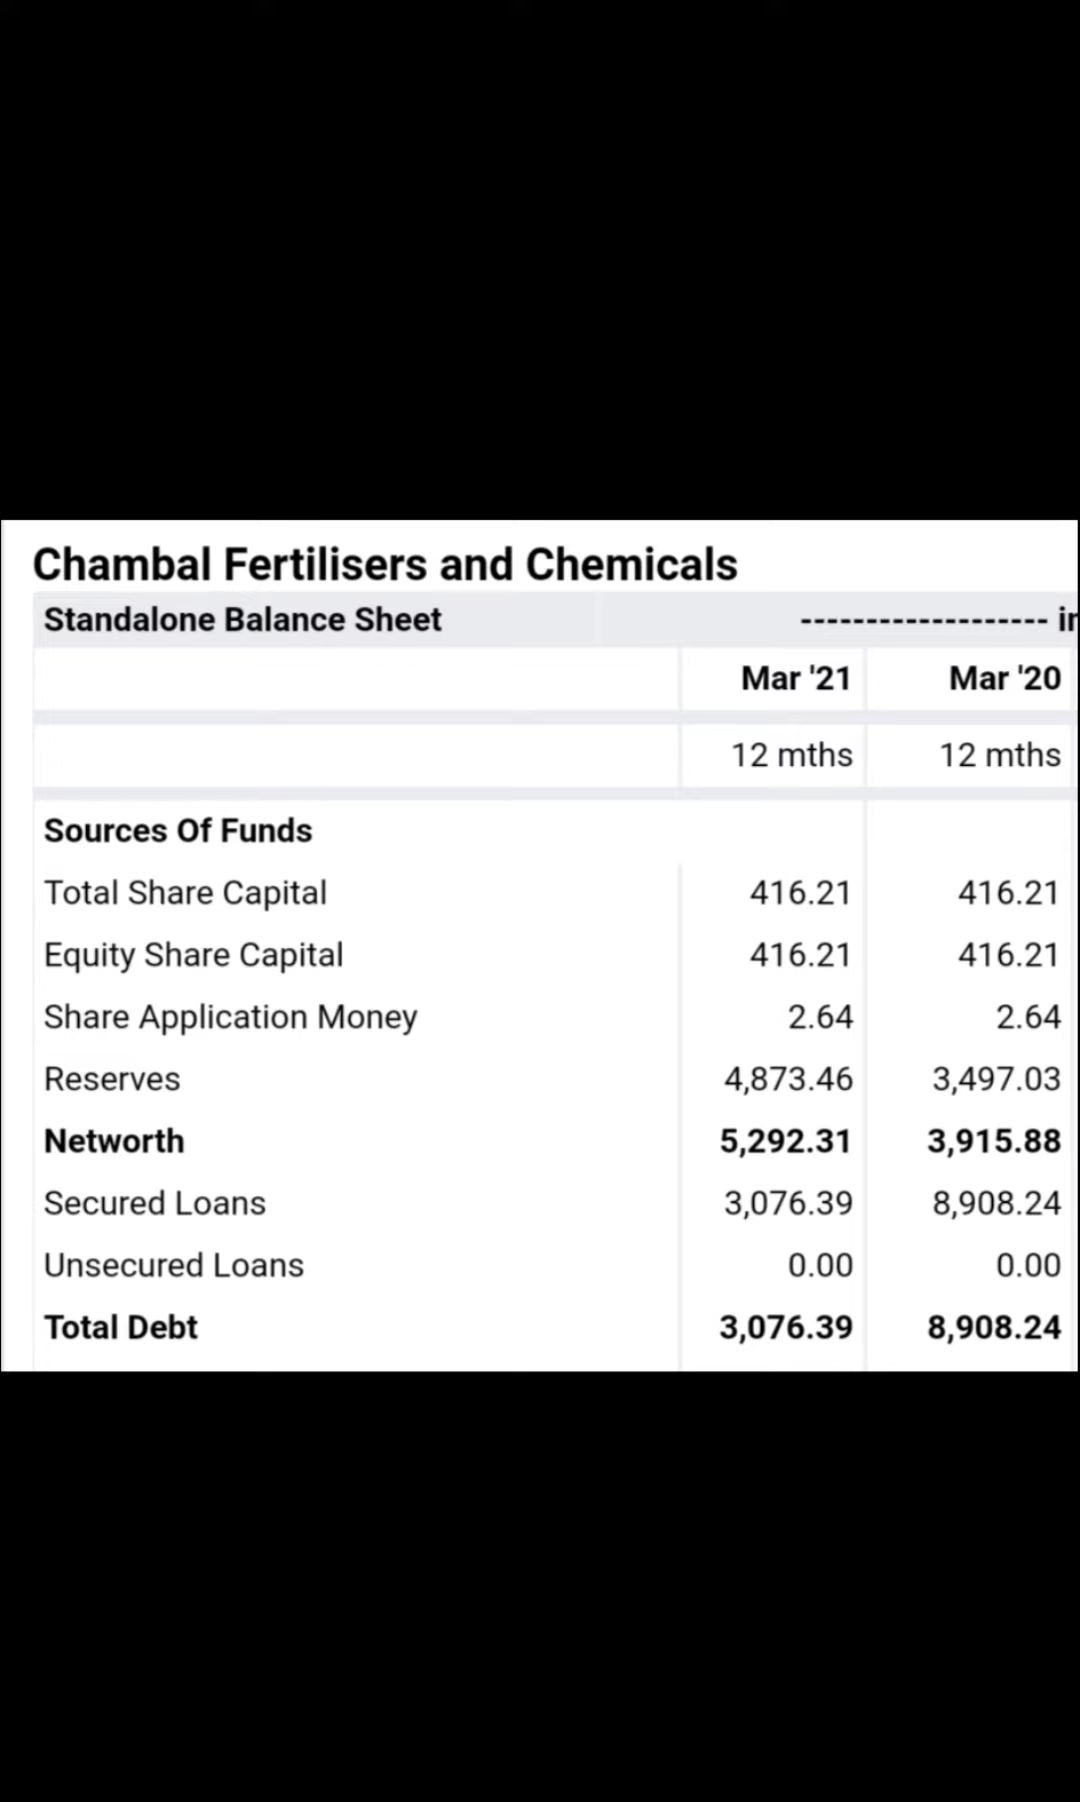 Chambal Fertilisers and Chemicals
Standalone Balance Sheet ------------------- in
Mar '21 Mar '20
12 mths 12 mths
Sources Of Funds
Total Share Capital 416.21 416.21
Equity Share Capital 416.21 416.21
Share Application Money 2.64 2.64
Reserves 4,873.46 3,497.03
Networth 5,292.31 3,915.88
Secured Loans 3,076.39 8,908.24
Unsecured Loans 0.00 0.00
Total Debt 3,076.39 8,908.24